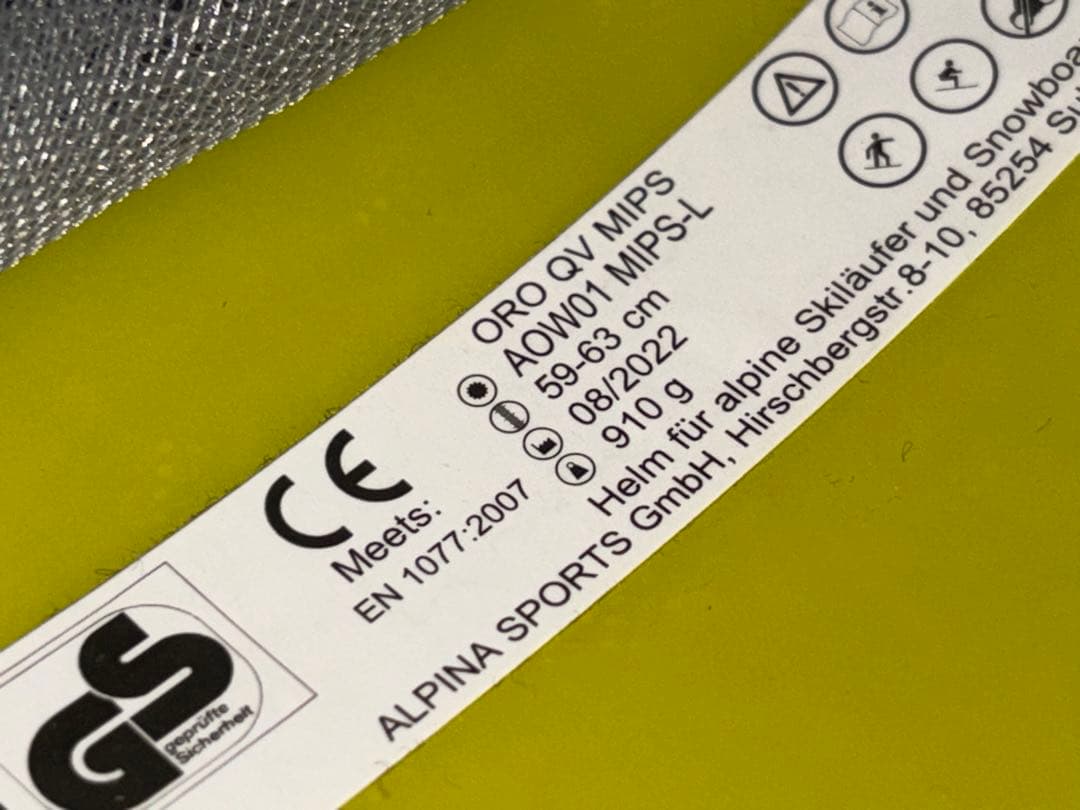 ORO QV MIPS
AOW01 MIPS-L
59-63 cm
08/2022
910 g
CE
Meets:
EN 1077:2007
Helm für alpine Skiläufer und
ALPINA SPORTS GmbH, Hirschbergstr.8-10, 85254
GS
geprüfte
Sicherheit